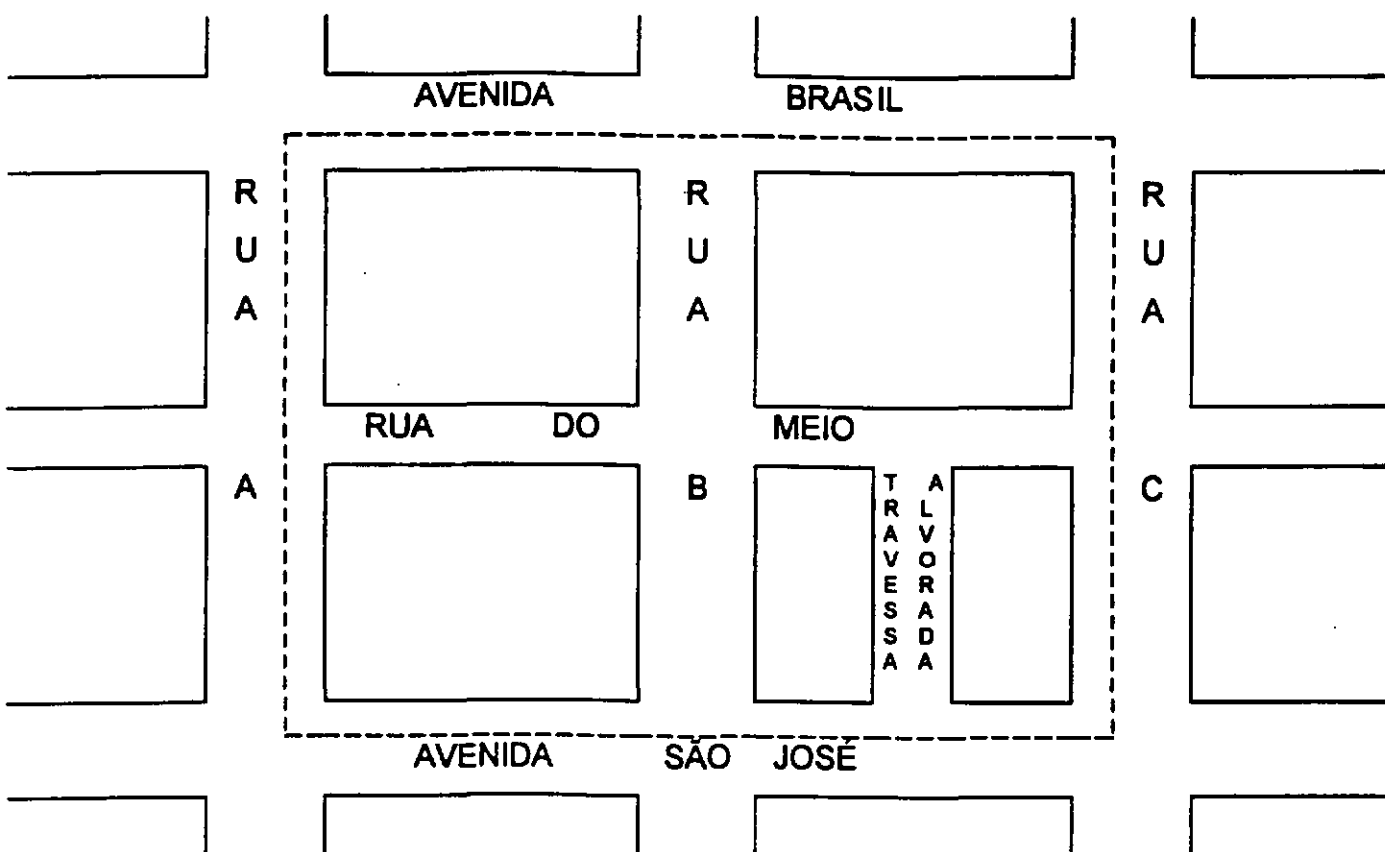 AVENIDA BRASIL
RUA A
RUA B
RUA C
RUA DO MEIO
TRAVESSA ALVORADA
AVENIDA SÃO JOSÉ